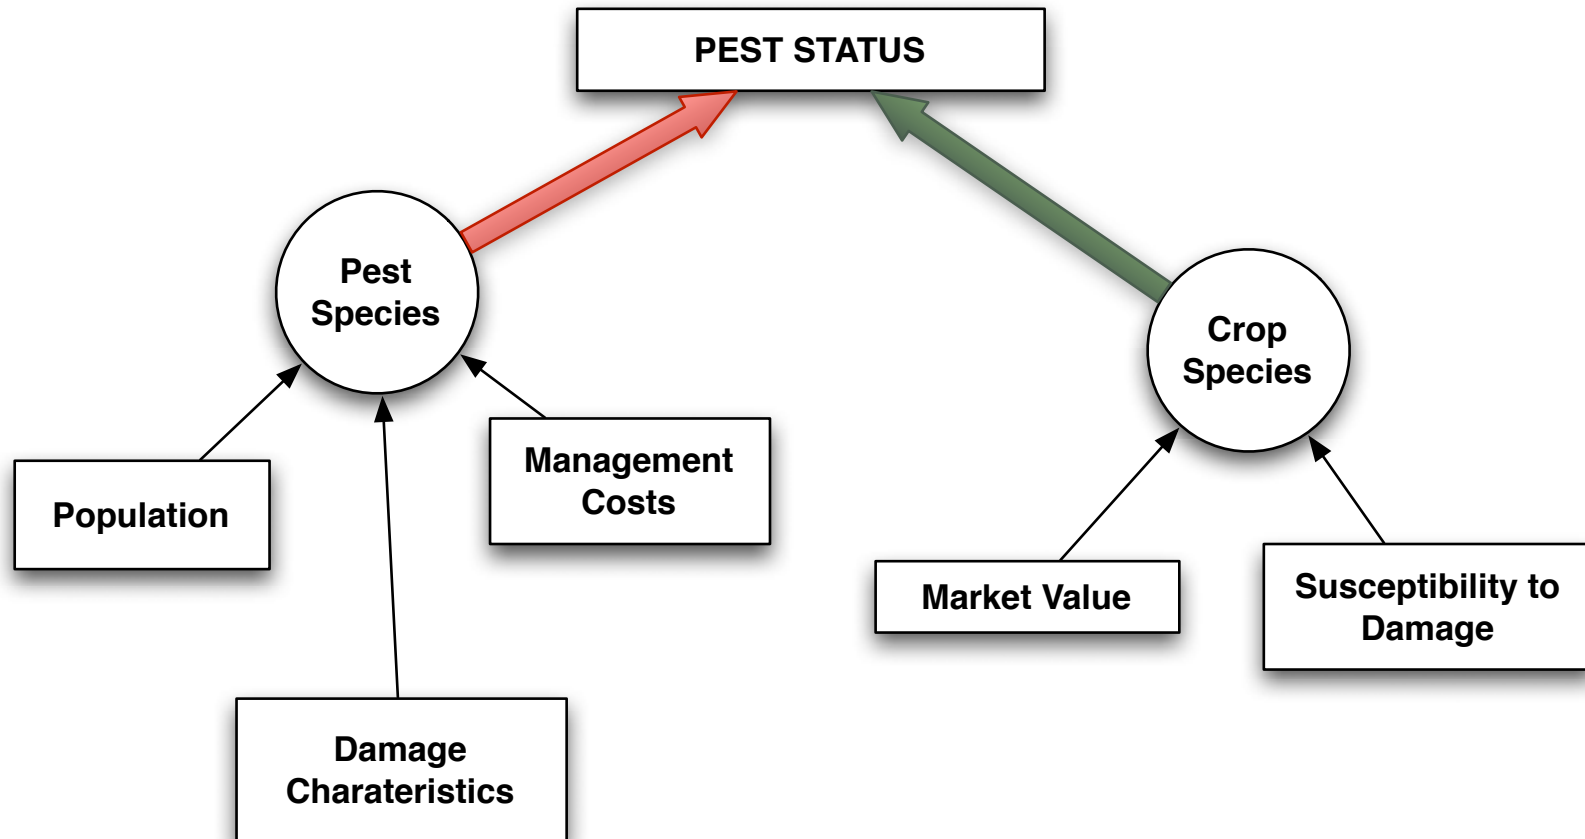 PEST STATUS
Pest
Species
Crop
Species
Management
Costs
Population
Market Value
Susceptibility to
Damage
Damage
Charateristics